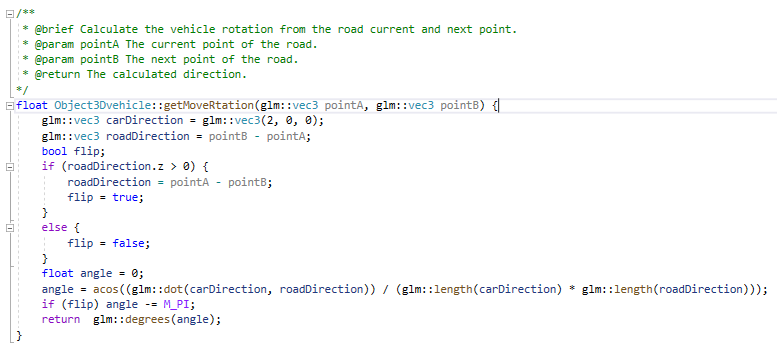 /**
 * @brief Calculate the vehicle rotation from the road current and next point.
 * @param pointA The current point of the road.
 * @param pointB The next point of the road.
 * @return The calculated direction.
*/
float Object3Dvehicle::getMoveRtation(glm::vec3 pointA, glm::vec3 pointB) {
    glm::vec3 carDirection = glm::vec3(2, 0, 0);
    glm::vec3 roadDirection = pointB - pointA;
    bool flip;
    if (roadDirection.z > 0) {
        roadDirection = pointA - pointB;
        flip = true;
    }
    else {
        flip = false;
    }
    float angle = 0;
    angle = acos((glm::dot(carDirection, roadDirection)) / (glm::length(carDirection) * glm::length(roadDirection)));
    if (flip) angle -= M_PI;
    return  glm::degrees(angle);
}